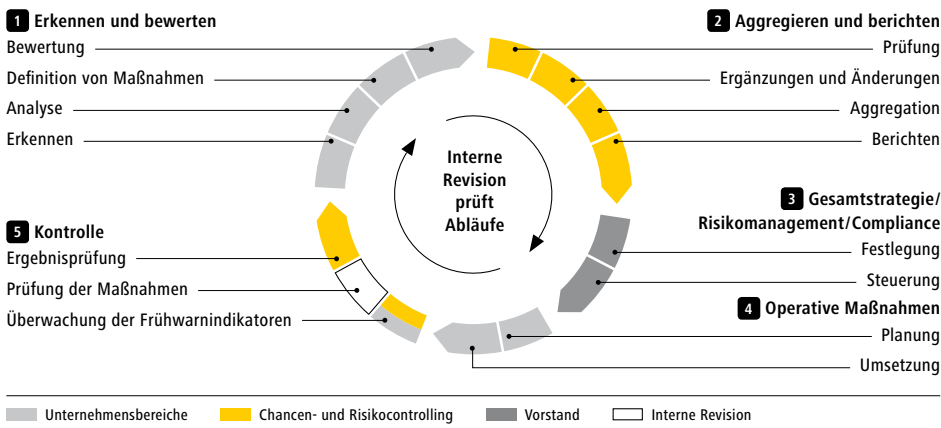 1 Erkennen und bewerten
Bewertung
Definition von Maßnahmen
Analyse
Erkennen
2 Aggregieren und berichten
Prüfung
Ergänzungen und Änderungen
Aggregation
Berichten
3 Gesamtstrategie/
Risikomanagement/Compliance
Festlegung
Steuerung
4 Operative Maßnahmen
Planung
Umsetzung
5 Kontrolle
Ergebnisprüfung
Prüfung der Maßnahmen
Überwachung der Frühwarnindikatoren
Interne
Revision
prüft
Abläufe
Unternehmensbereiche
Chancen- und Risikocontrolling
Vorstand
Interne Revision